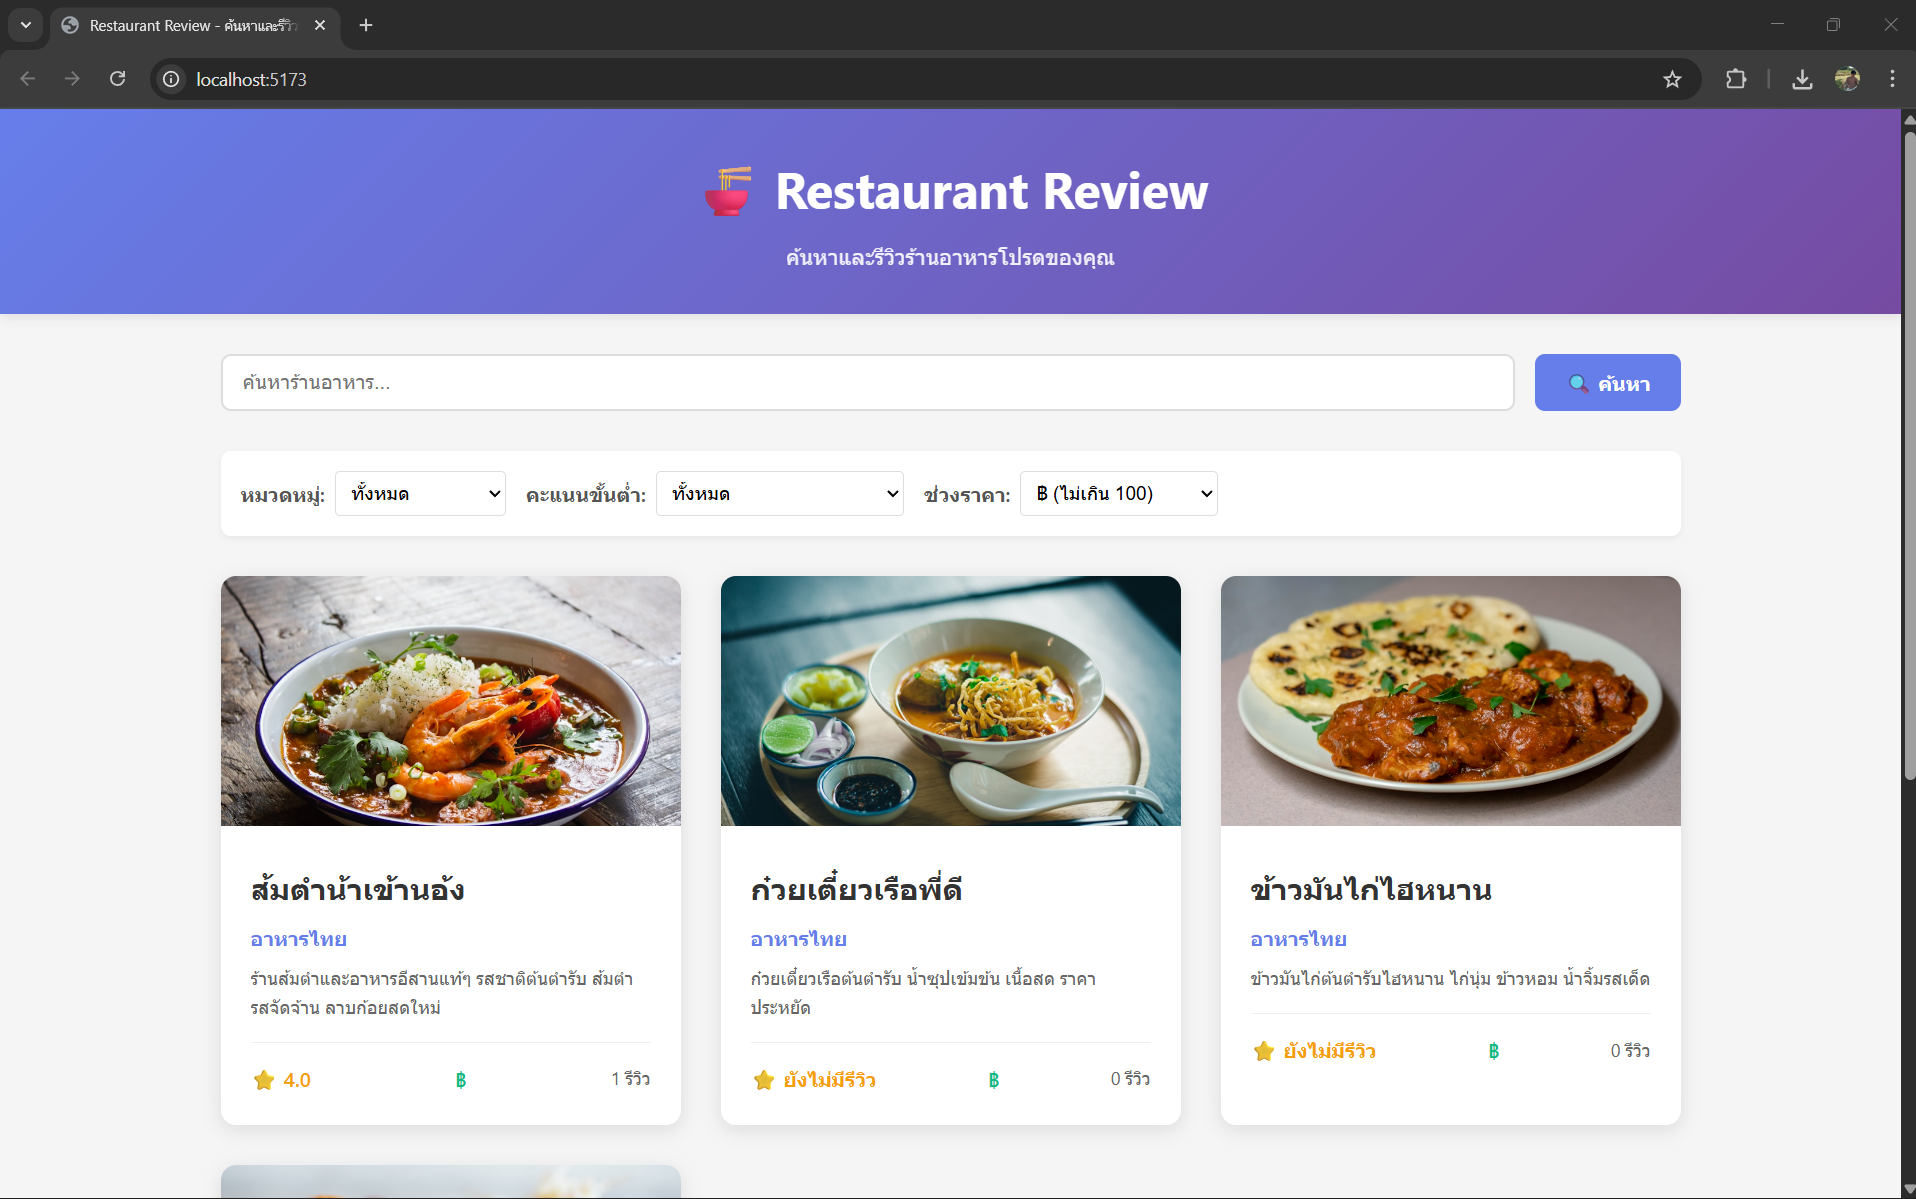 Restaurant Review - ค้นหาและรีวิว
localhost:5173
Restaurant Review
ค้นหาและรีวิวร้านอาหารโปรดของคุณ
ค้นหาร้านอาหาร...
ค้นหา
หมวดหมู่: ทั้งหมด คะแนนขั้นต่ำ: ทั้งหมด ช่วงราคา: ฿ (ไม่เกิน 100)
ส้มตำน้าเข้านอ้ง
อาหารไทย
ร้านส้มตำและอาหารอีสานแท้ๆ รสชาติต้นตำรับ ส้มตำ
รสจัดจ้าน ลาบก้อยสดใหม่
4.0 ฿ 1 รีวิว
ก๋วยเตี๋ยวเรือพี่ดี
อาหารไทย
ก๋วยเตี๋ยวเรือต้นตำรับ น้ำซุปเข้มข้น เนื้อสด ราคา
ประหยัด
ยังไม่มีรีวิว ฿ 0 รีวิว
ข้าวมันไก่ไฮหนาน
อาหารไทย
ข้าวมันไก่ต้นตำรับไฮหนาน ไก่นุ่ม ข้าวหอม น้ำจิ้มรสเด็ด
ยังไม่มีรีวิว ฿ 0 รีวิว